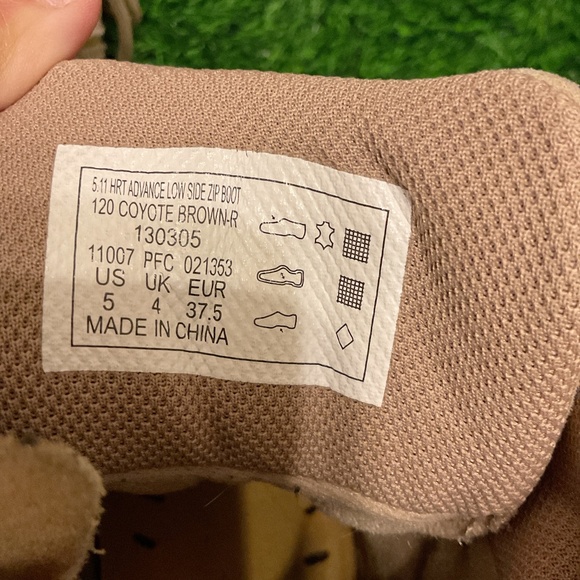 5.11 HRT ADVANCE LOW SIDE ZIP BOOT
120 COYOTE BROWN-R
130305
11007 PFC 021353
US UK EUR
5 4 37.5
MADE IN CHINA